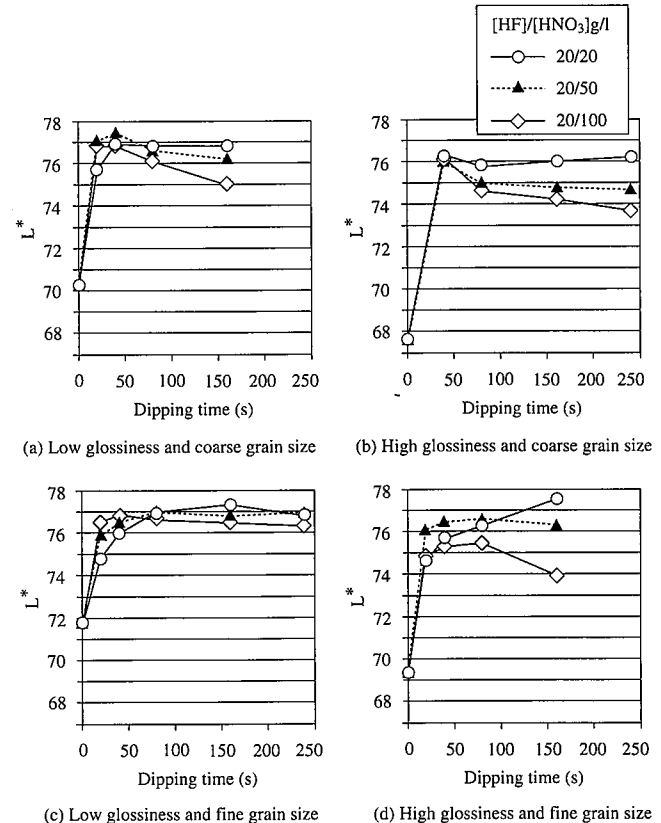 [HF]/[HNO₃]g/l
20/20
20/50
20/100
78
76
74
72
70
68
L*
0 50 100 150 200 250
Dipping time (s)
(a) Low glossiness and coarse grain size
78
76
74
72
70
68
L*
0 50 100 150 200 250
Dipping time (s)
(b) High glossiness and coarse grain size
78
76
74
72
70
68
L*
0 50 100 150 200 250
Dipping time (s)
(c) Low glossiness and fine grain size
78
76
74
72
70
68
L*
0 50 100 150 200 250
Dipping time (s)
(d) High glossiness and fine grain size